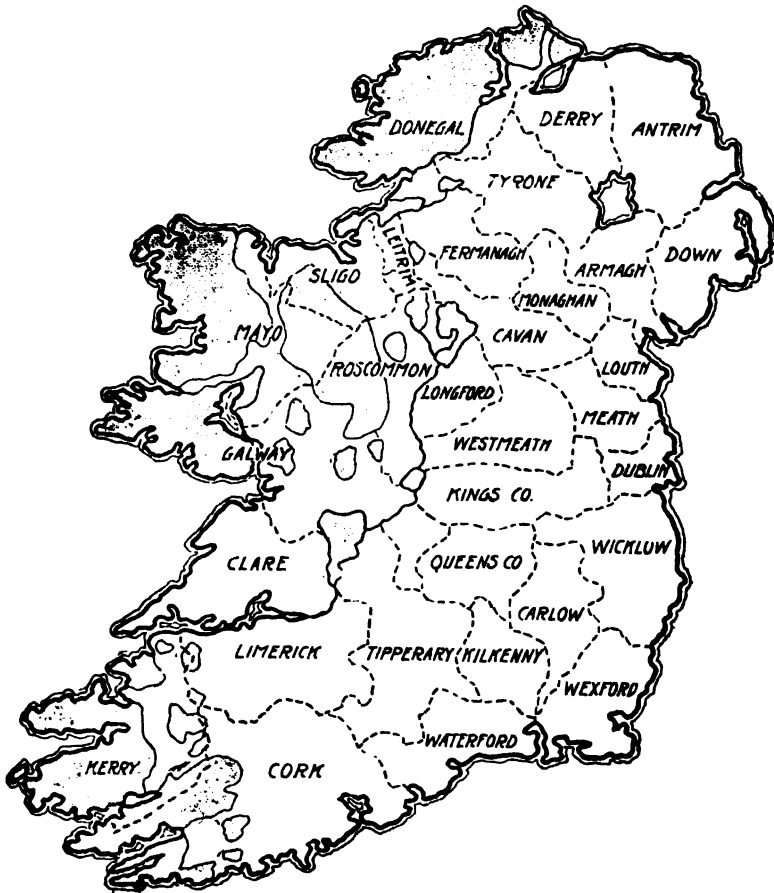 DONEGAL
DERRY
ANTRIM
TYRONE
LEITRIM
FERMANAGH
DOWN
ARMAGH
SLIGO
MONAGHAN
MAYO
CAVAN
ROSCOMMON
LOUTH
LONGFORD
MEATH
WESTMEATH
GALWAY
DUBLIN
KINGS CO.
CLARE
QUEENS CO
WICKLUW
CARLOW
LIMERICK
TIPPERARY
KILKENNY
WEXFORD
WATERFORD
KERRY
CORK